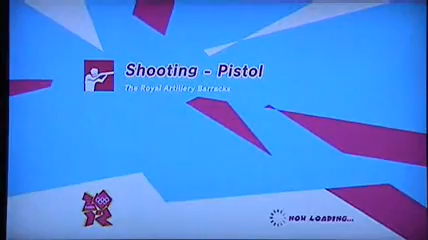 Shooting - Pistol
The Royal Artillery Barracks
NOW LOADING...